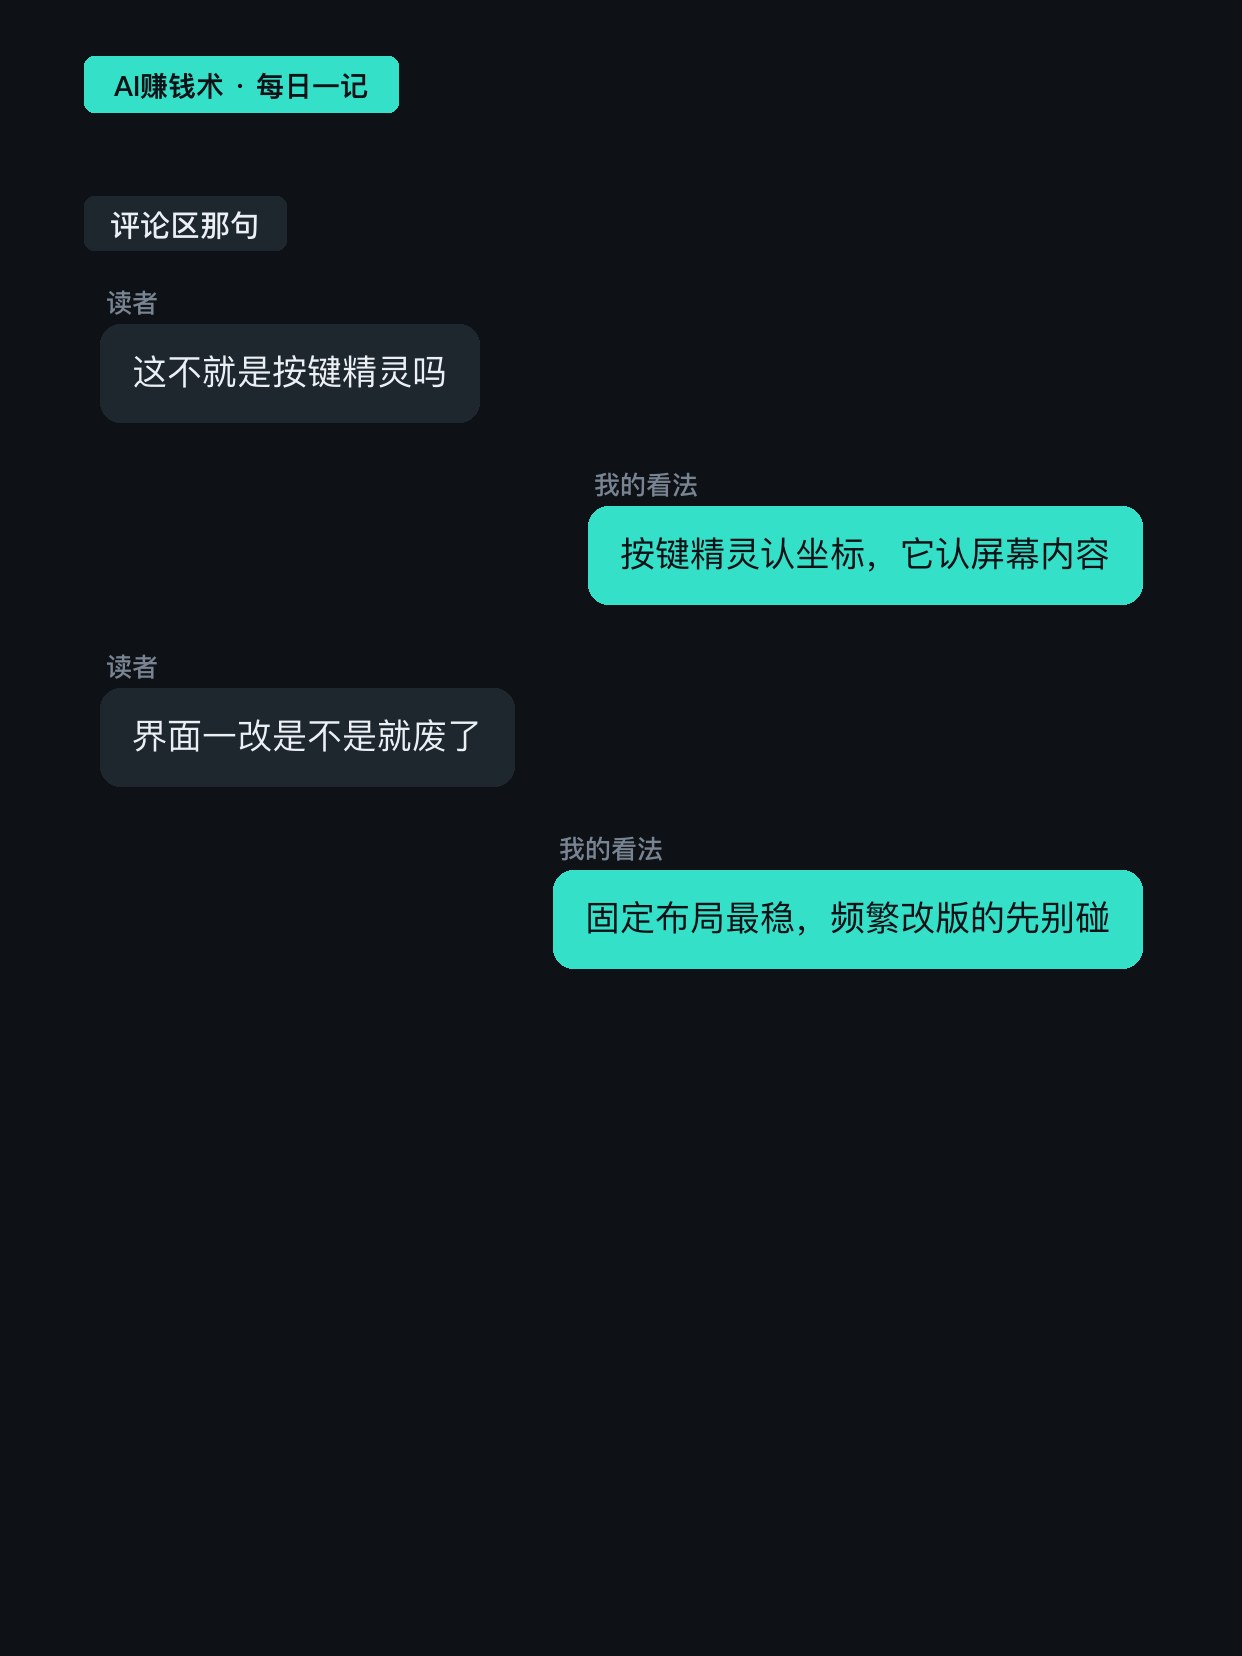 AI赚钱术 · 每日一记
评论区那句
读者
这不就是按键精灵吗
我的看法
按键精灵认坐标，它认屏幕内容
读者
界面一改是不是就废了
我的看法
固定布局最稳，频繁改版的先别碰